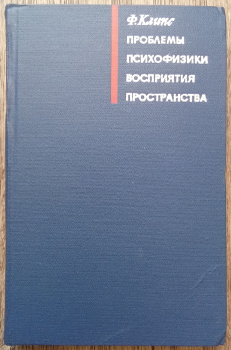 Ф. Клике
ПРОБЛЕМЫ
ПСИХОФИЗИКИ
ВОСПРИЯТИЯ
ПРОСТРАНСТВА